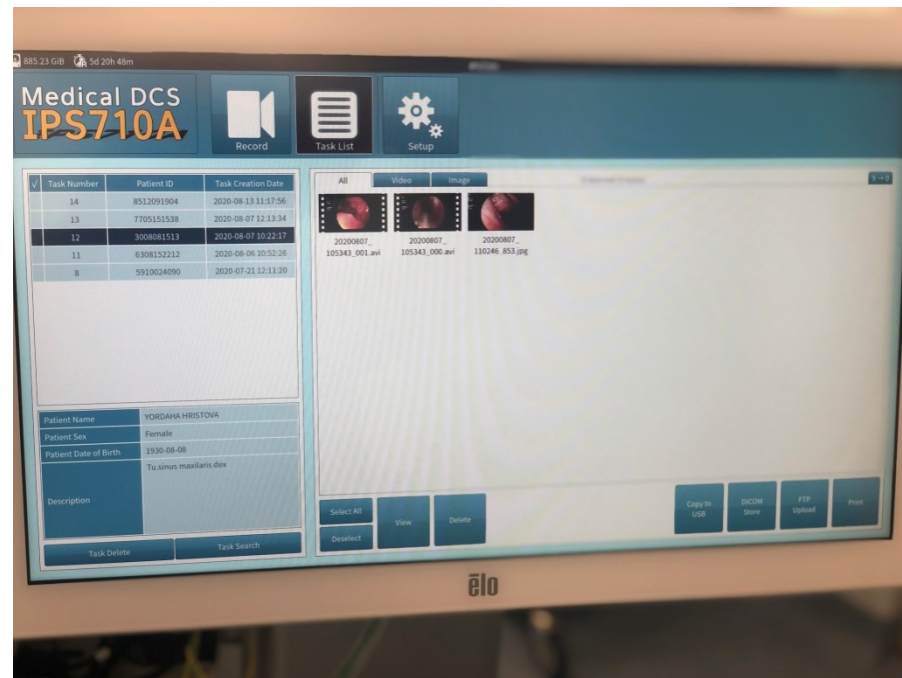 885.23 GiB 5d 20h 48m
Medical DCS
IPS710A
Record
Task List
Setup
√ Task Number Patient ID Task Creation Date
14 8512091904 2020-08-13 11:17:56
13 7705151538 2020-08-07 12:13:34
12 3008081513 2020-08-07 10:22:17
11 6308152212 2020-08-06 10:52:26
8 5910024090 2020-07-21 12:11:20
Patient Name YORDAHA HRISTOVA
Patient Sex Female
Patient Date of Birth 1930-08-08
Description Tu.sinus maxilaris dex
Task Delete Task Search
All Video Image
20200807_
105343_001.avi
20200807_
105343_000.avi
20200807_
110246_853.jpg
Select All
Deselect
View
Delete
Copy to
USB
DICOM
Store
FTP
Upload
Print
elo